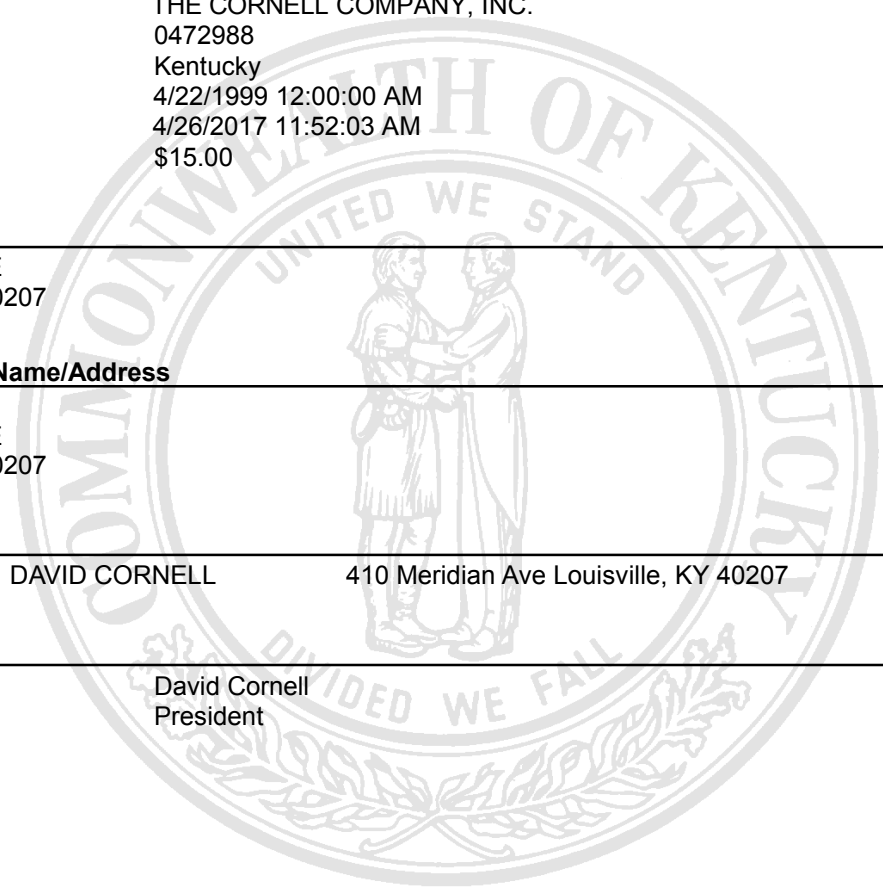 THE CORNELL COMPANY, INC.
0472988
Kentucky
4/22/1999 12:00:00 AM
4/26/2017 11:52:03 AM
$15.00
COMMONWEALTH OF KENTUCKY
UNITED WE STAND
0207
Name/Address
0207
DAVID CORNELL 410 Meridian Ave Louisville, KY 40207
DIVIDED WE FALL
David Cornell
President